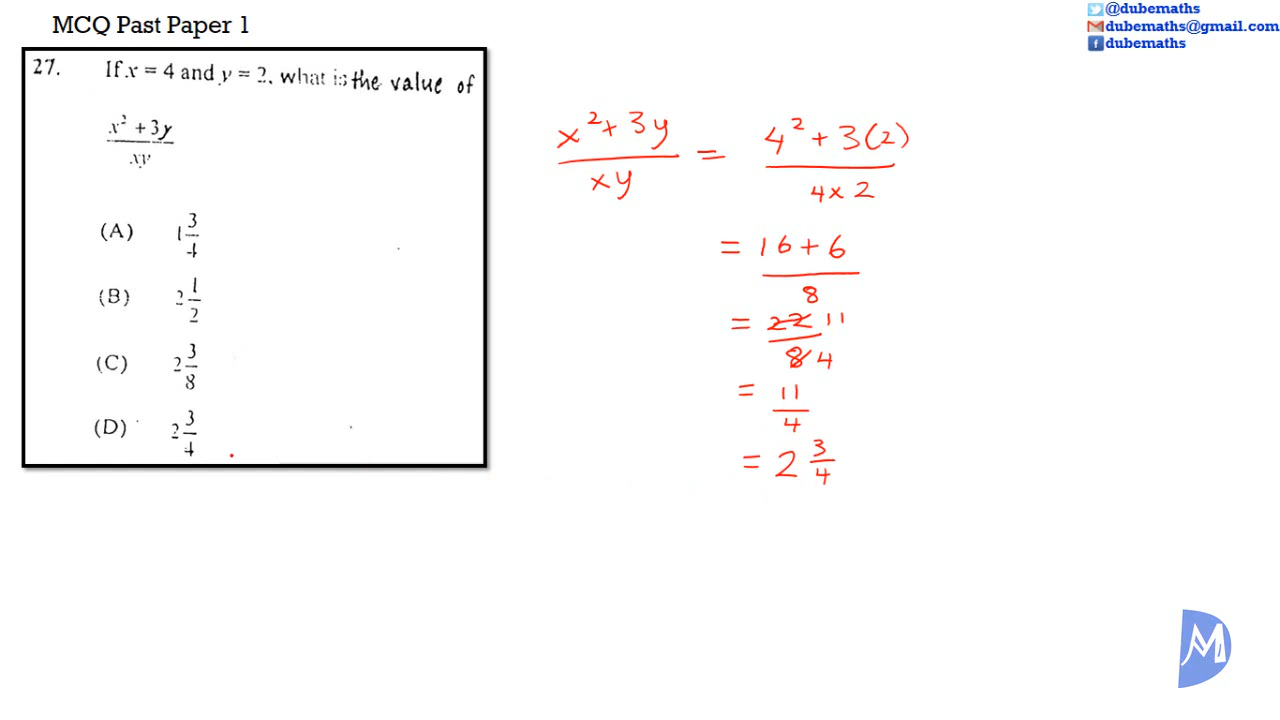 MCQ Past Paper 1
@dubemaths
dubemaths@gmail.com
dubemaths
27. If x = 4 and y = 2, what is the value of
x² + 3y
xy
(A) 1 3/4
(B) 2 1/2
(C) 2 3/8
(D) 2 3/4
x² + 3y / xy = 4² + 3(2) / 4 x 2
= 16 + 6 / 8
= 22 11 / 8 4
= 11 / 4
= 2 3/4
M